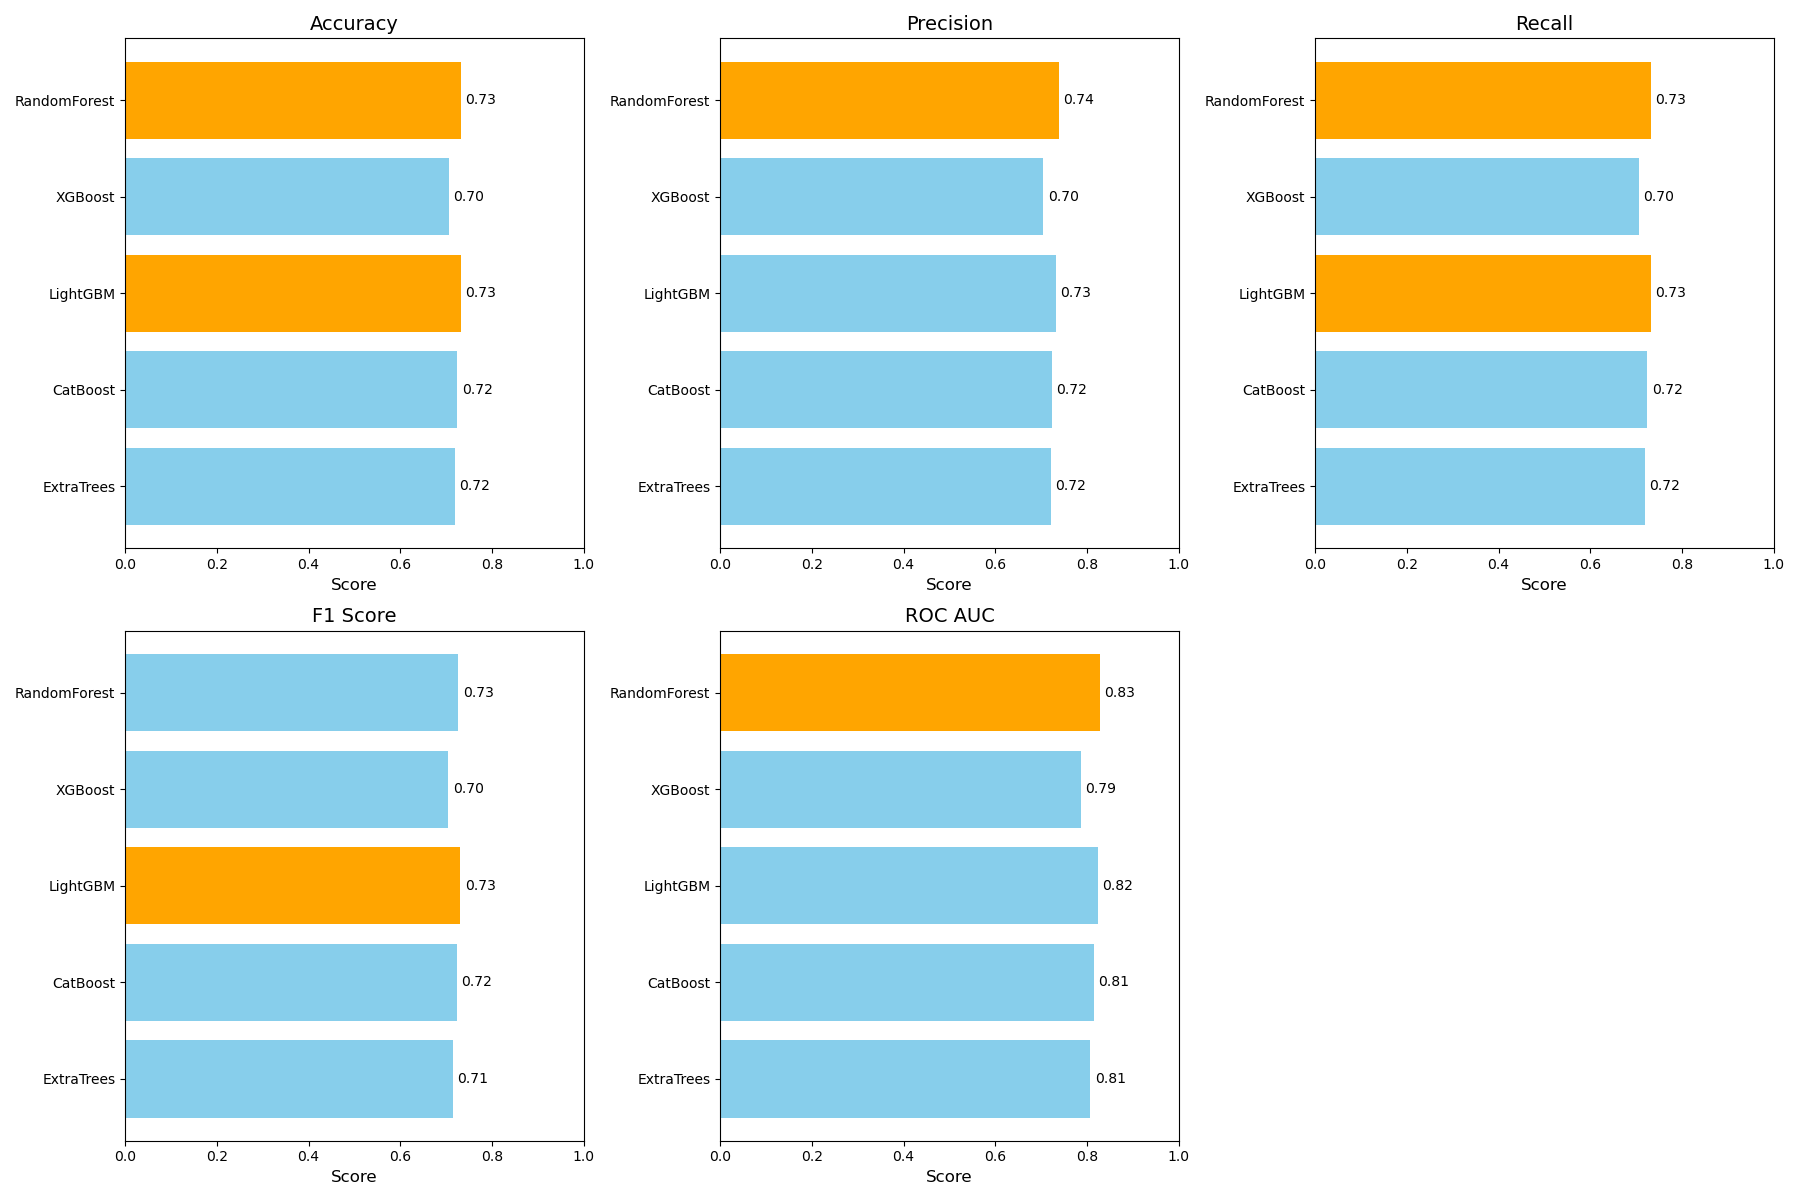 Accuracy
RandomForest
0.73
XGBoost
0.70
LightGBM
0.73
CatBoost
0.72
ExtraTrees
0.72
0.0 0.2 0.4 0.6 0.8 1.0
Score
Precision
RandomForest
0.74
XGBoost
0.70
LightGBM
0.73
CatBoost
0.72
ExtraTrees
0.72
0.0 0.2 0.4 0.6 0.8 1.0
Score
Recall
RandomForest
0.73
XGBoost
0.70
LightGBM
0.73
CatBoost
0.72
ExtraTrees
0.72
0.0 0.2 0.4 0.6 0.8 1.0
Score
F1 Score
RandomForest
0.73
XGBoost
0.70
LightGBM
0.73
CatBoost
0.72
ExtraTrees
0.71
0.0 0.2 0.4 0.6 0.8 1.0
Score
ROC AUC
RandomForest
0.83
XGBoost
0.79
LightGBM
0.82
CatBoost
0.81
ExtraTrees
0.81
0.0 0.2 0.4 0.6 0.8 1.0
Score